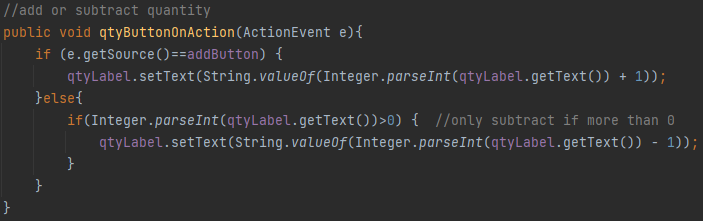 //add or subtract quantity
public void qtyButtonOnAction(ActionEvent e){
    if (e.getSource()==addButton) {
        qtyLabel.setText(String.valueOf(Integer.parseInt(qtyLabel.getText()) + 1));
    }else{
        if(Integer.parseInt(qtyLabel.getText())>0) {  //only subtract if more than 0
            qtyLabel.setText(String.valueOf(Integer.parseInt(qtyLabel.getText()) - 1));
        }
    }
}